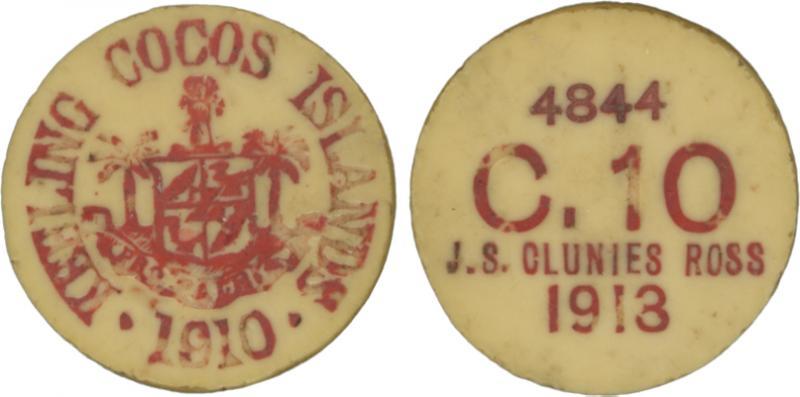 KEELING COCOS ISLANDS
· 1910 ·
4844
C. 10
J.S. CLUNIES ROSS
1913